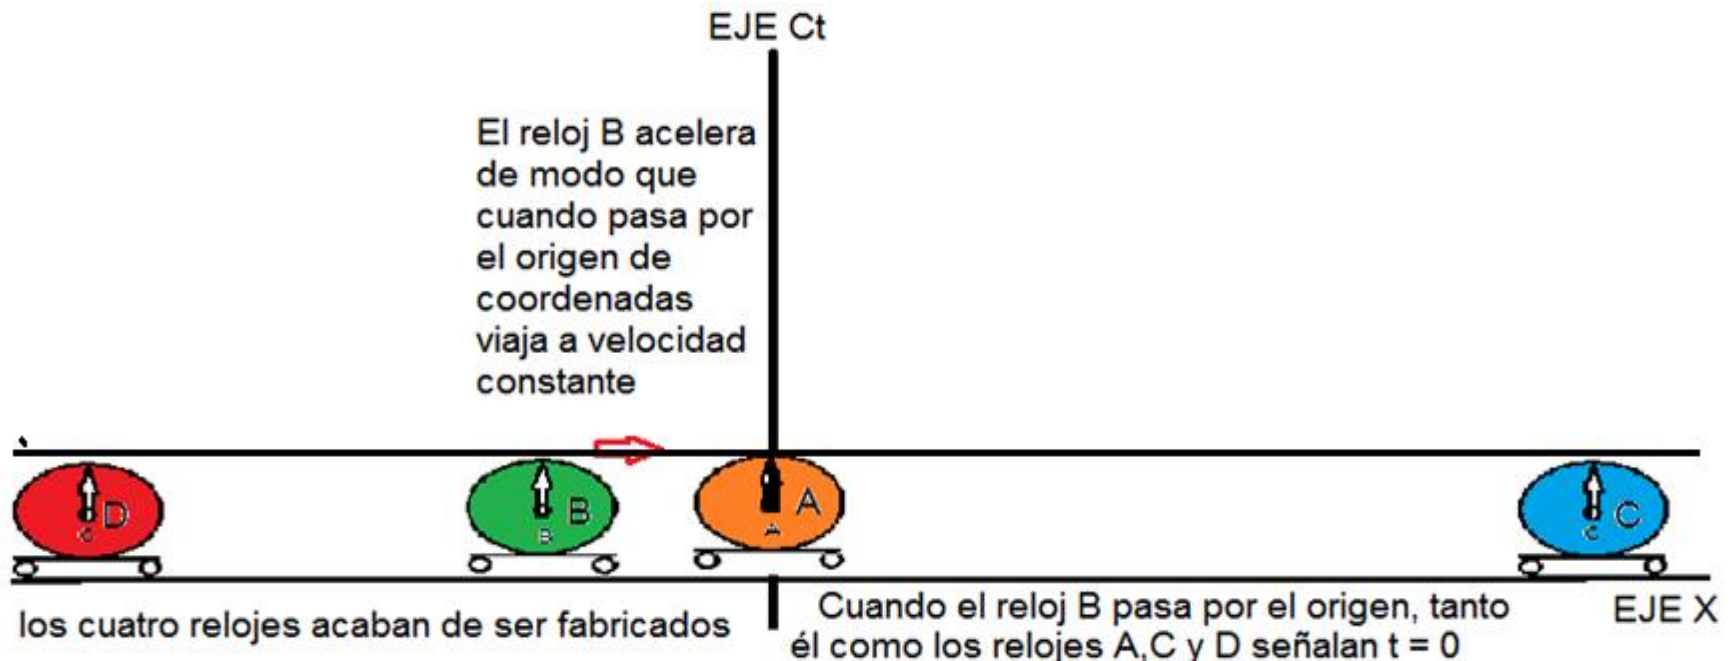 EJE Ct
El reloj B acelera
de modo que
cuando pasa por
el origen de
coordenadas
viaja a velocidad
constante
D
B
A
C
C
B
A
C
los cuatro relojes acaban de ser fabricados
Cuando el reloj B pasa por el origen, tanto
él como los relojes A,C y D señalan t = 0
EJE X